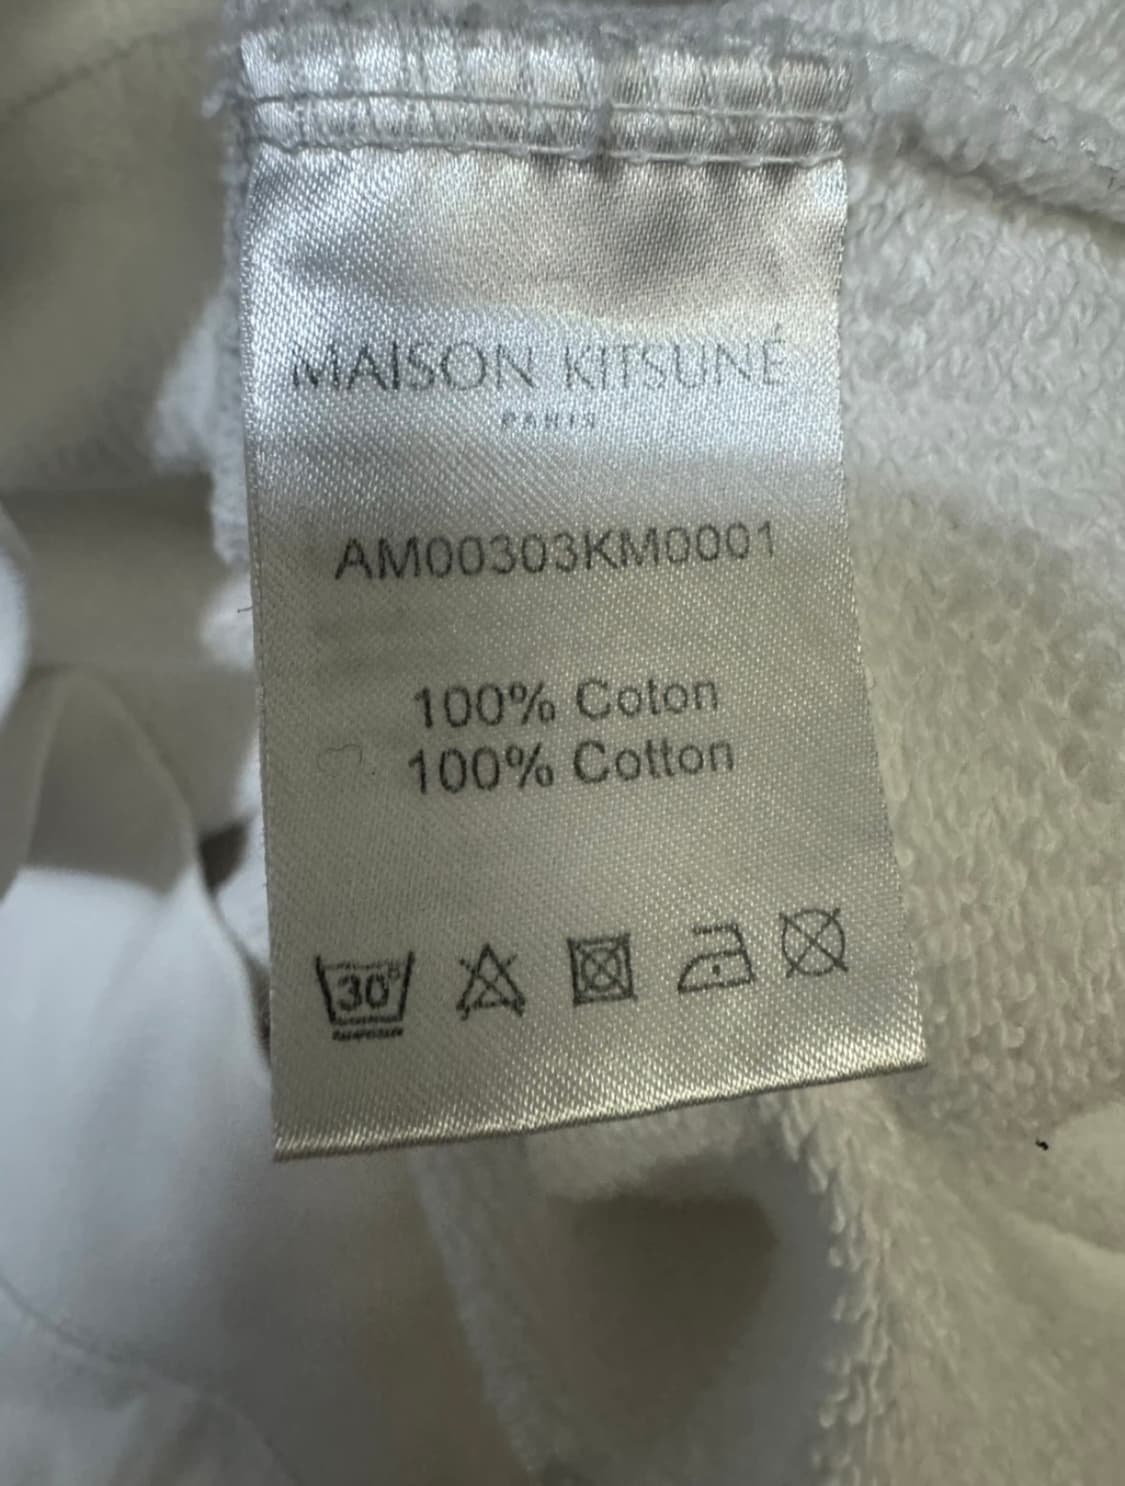 MAISON KITSUNÉ
PARIS
AM00303KM0001
100% Coton
100% Cotton
30°